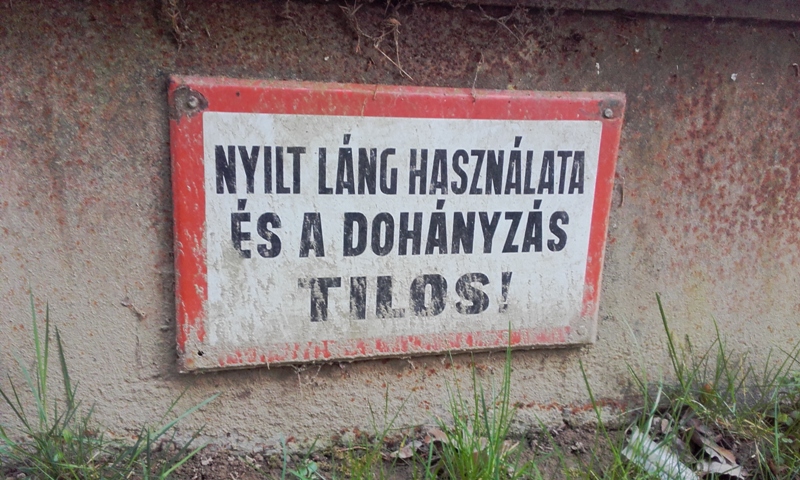 NYILT LÁNG HASZNÁLATA
ÉS A DOHÁNYZÁS
TILOS!